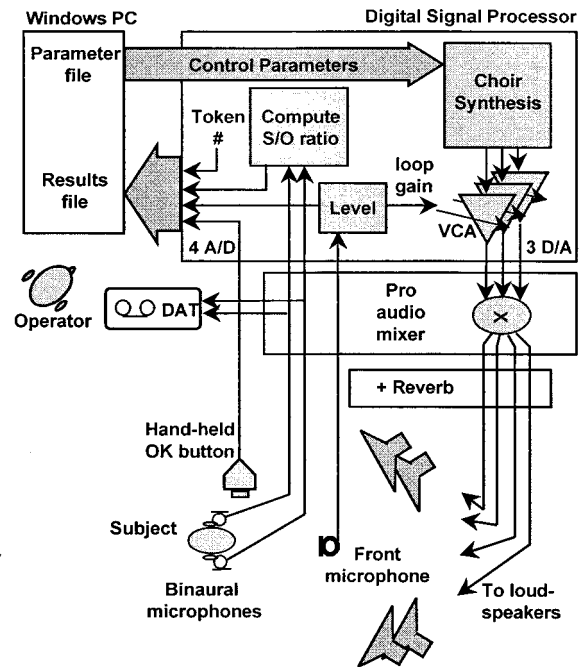 Windows PC
Digital Signal Processor
Parameter
file
Control Parameters
Choir
Synthesis
Token
#
Compute
S/O ratio
Results
file
loop
gain
Level
VCA
4 A/D
3 D/A
Operator
DAT
Pro
audio
mixer
X
+ Reverb
Hand-held
OK button
Subject
Binaural
microphones
Front
microphone
To loud-
speakers